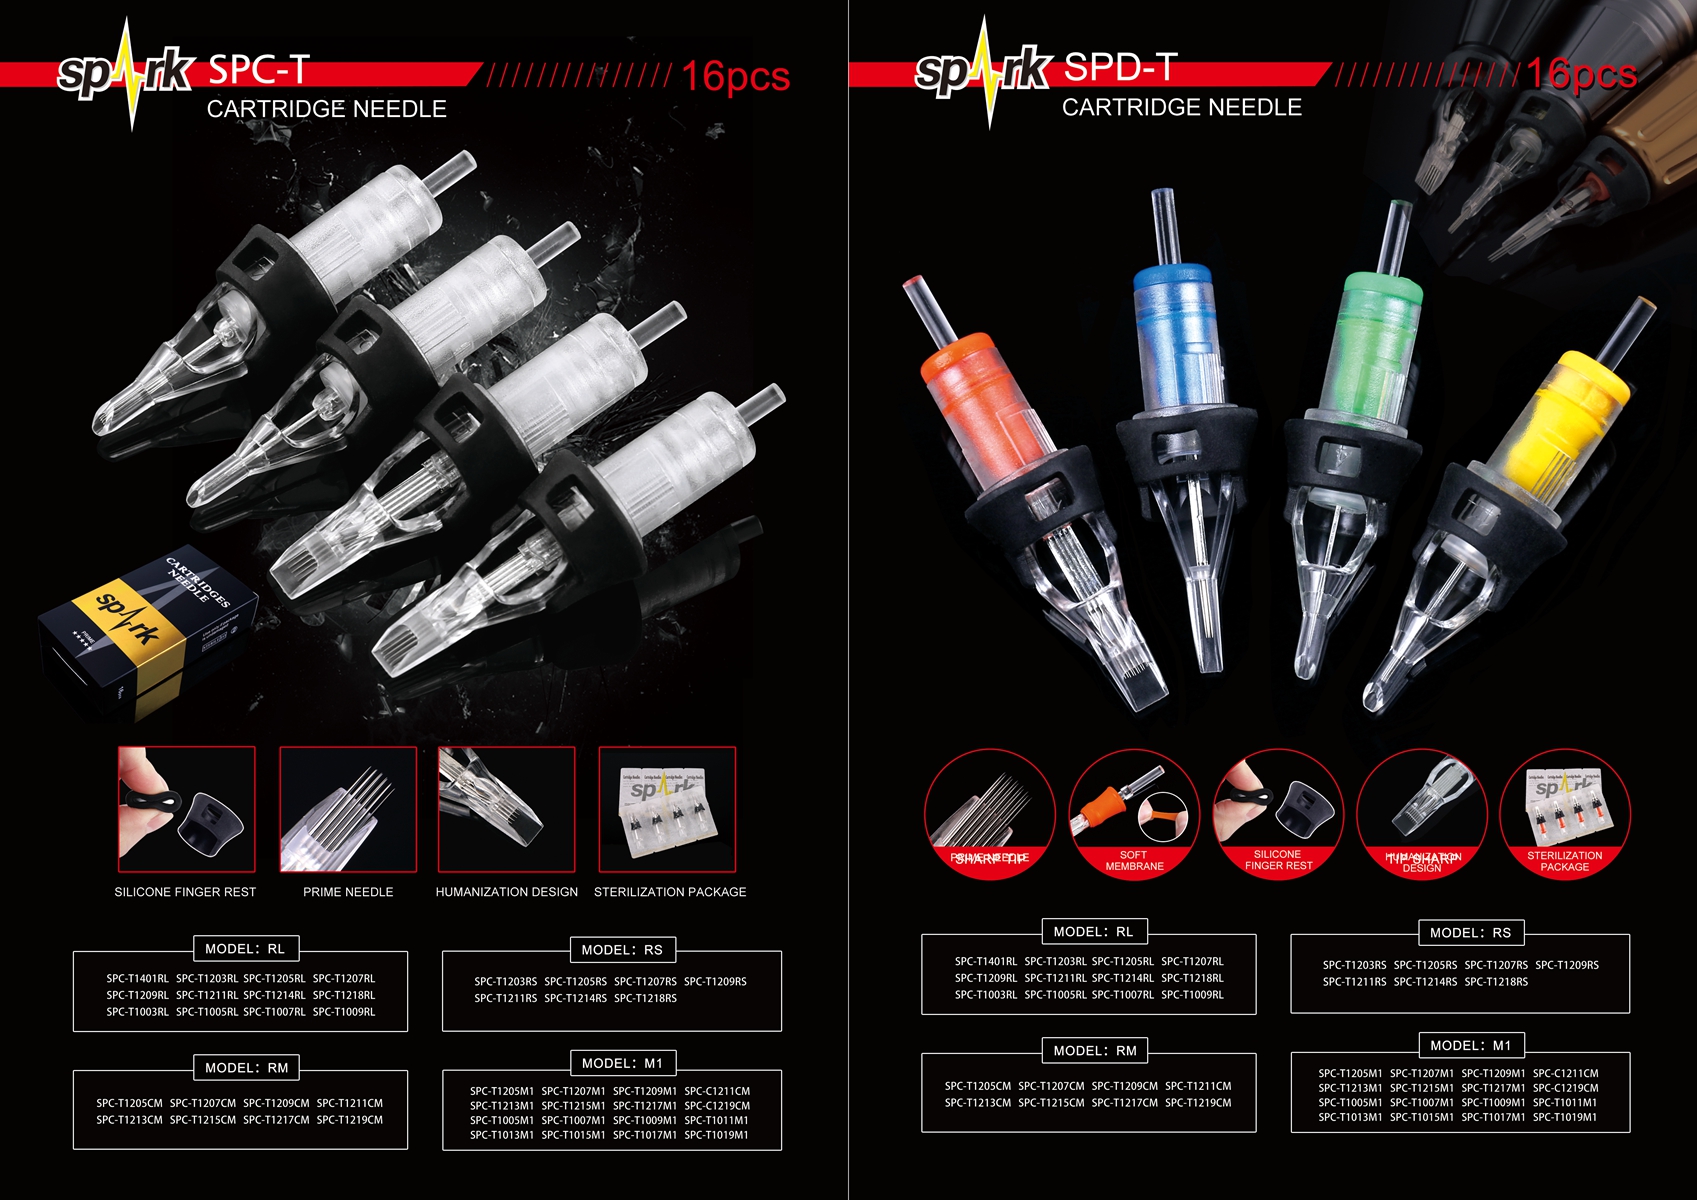 spark SPC-T
16pcs
CARTRIDGE NEEDLE
CARTRIDGES
NEEDLE
spark
PRIME
SILICONE FINGER REST
PRIME NEEDLE
HUMANIZATION DESIGN
STERILIZATION PACKAGE
MODEL: RL
SPC-T1401RL SPC-T1203RL SPC-T1205RL SPC-T1207RL
SPC-T1209RL SPC-T1211RL SPC-T1214RL SPC-T1218RL
SPC-T1003RL SPC-T1005RL SPC-T1007RL SPC-T1009RL
MODEL: RS
SPC-T1203RS SPC-T1205RS SPC-T1207RS SPC-T1209RS
SPC-T1211RS SPC-T1214RS SPC-T1218RS
MODEL: RM
SPC-T1205CM SPC-T1207CM SPC-T1209CM SPC-T1211CM
SPC-T1213CM SPC-T1215CM SPC-T1217CM SPC-T1219CM
MODEL: M1
SPC-T1205M1 SPC-T1207M1 SPC-T1209M1 SPC-C1211CM
SPC-T1213M1 SPC-T1215M1 SPC-T1217M1 SPC-C1219CM
SPC-T1005M1 SPC-T1007M1 SPC-T1009M1 SPC-T1011M1
SPC-T1013M1 SPC-T1015M1 SPC-T1017M1 SPC-T1019M1
spark SPD-T
16pcs
CARTRIDGE NEEDLE
PRIME NEEDLE
SHARP TIP
SOFT
MEMBRANE
SILICONE
FINGER REST
HUMANIZATION
TIP SHARP
DESIGN
spark
STERILIZATION
PACKAGE
MODEL: RL
SPC-T1401RL SPC-T1203RL SPC-T1205RL SPC-T1207RL
SPC-T1209RL SPC-T1211RL SPC-T1214RL SPC-T1218RL
SPC-T1003RL SPC-T1005RL SPC-T1007RL SPC-T1009RL
MODEL: RS
SPC-T1203RS SPC-T1205RS SPC-T1207RS SPC-T1209RS
SPC-T1211RS SPC-T1214RS SPC-T1218RS
MODEL: RM
SPC-T1205CM SPC-T1207CM SPC-T1209CM SPC-T1211CM
SPC-T1213CM SPC-T1215CM SPC-T1217CM SPC-T1219CM
MODEL: M1
SPC-T1205M1 SPC-T1207M1 SPC-T1209M1 SPC-C1211CM
SPC-T1213M1 SPC-T1215M1 SPC-T1217M1 SPC-C1219CM
SPC-T1005M1 SPC-T1007M1 SPC-T1009M1 SPC-T1011M1
SPC-T1013M1 SPC-T1015M1 SPC-T1017M1 SPC-T1019M1